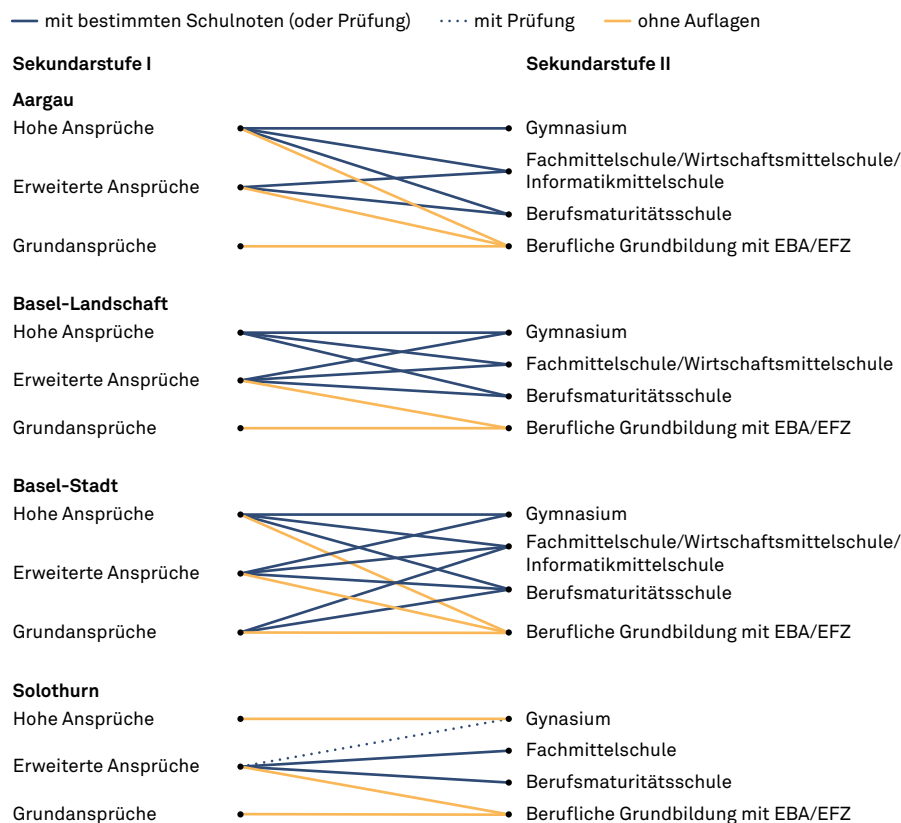 mit bestimmten Schulnoten (oder Prüfung) mit Prüfung ohne Auflagen
Sekundarstufe I Sekundarstufe II
Aargau
Hohe Ansprüche Gymnasium
Fachmittelschule/Wirtschaftsmittelschule/
Informatikmittelschule
Erweiterte Ansprüche
Berufsmaturitätsschule
Grundansprüche Berufliche Grundbildung mit EBA/EFZ
Basel-Landschaft
Hohe Ansprüche Gymnasium
Fachmittelschule/Wirtschaftsmittelschule
Erweiterte Ansprüche
Berufsmaturitätsschule
Grundansprüche Berufliche Grundbildung mit EBA/EFZ
Basel-Stadt
Hohe Ansprüche Gymnasium
Fachmittelschule/Wirtschaftsmittelschule/
Informatikmittelschule
Erweiterte Ansprüche
Berufsmaturitätsschule
Grundansprüche Berufliche Grundbildung mit EBA/EFZ
Solothurn
Hohe Ansprüche Gynasium
Fachmittelschule
Erweiterte Ansprüche
Berufsmaturitätsschule
Grundansprüche Berufliche Grundbildung mit EBA/EFZ